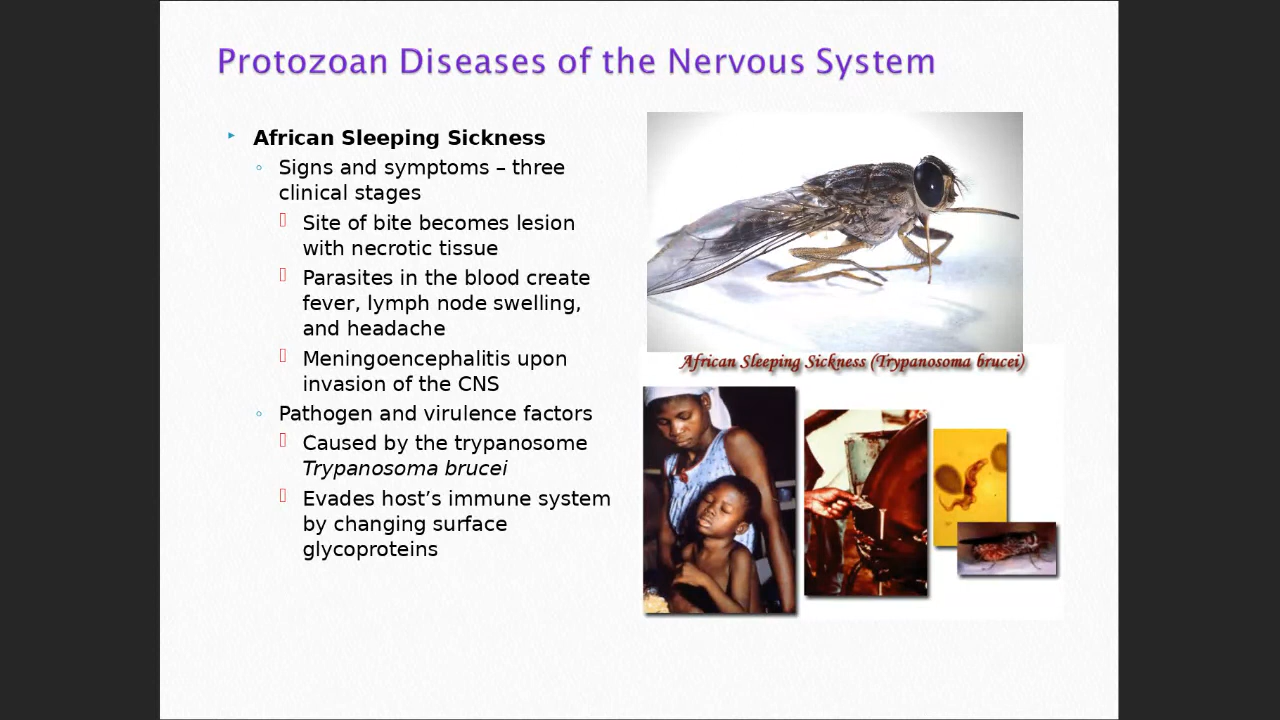 Protozoan Diseases of the Nervous System
African Sleeping Sickness
Signs and symptoms – three
clinical stages
Site of bite becomes lesion
with necrotic tissue
Parasites in the blood create
fever, lymph node swelling,
and headache
Meningoencephalitis upon
invasion of the CNS
Pathogen and virulence factors
Caused by the trypanosome
Trypanosoma brucei
Evades host’s immune system
by changing surface
glycoproteins
African Sleeping Sickness (Trypanosoma brucei)